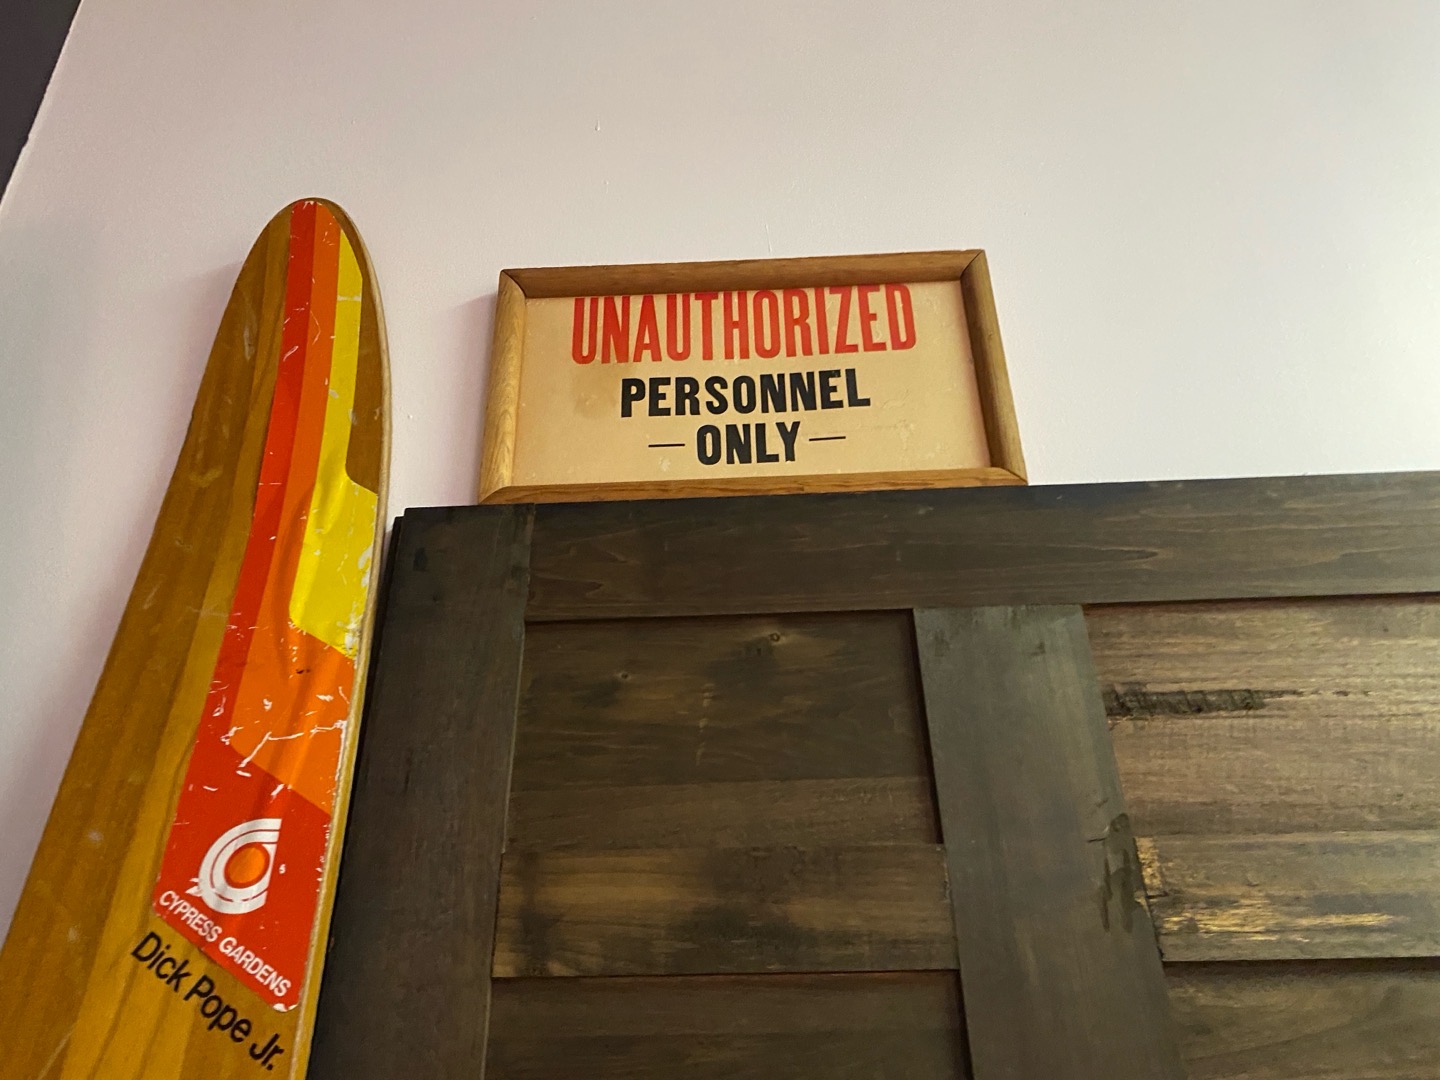 UNAUTHORIZED
PERSONNEL
—ONLY—
CYPRESS GARDENS
Dick Pope Jr.